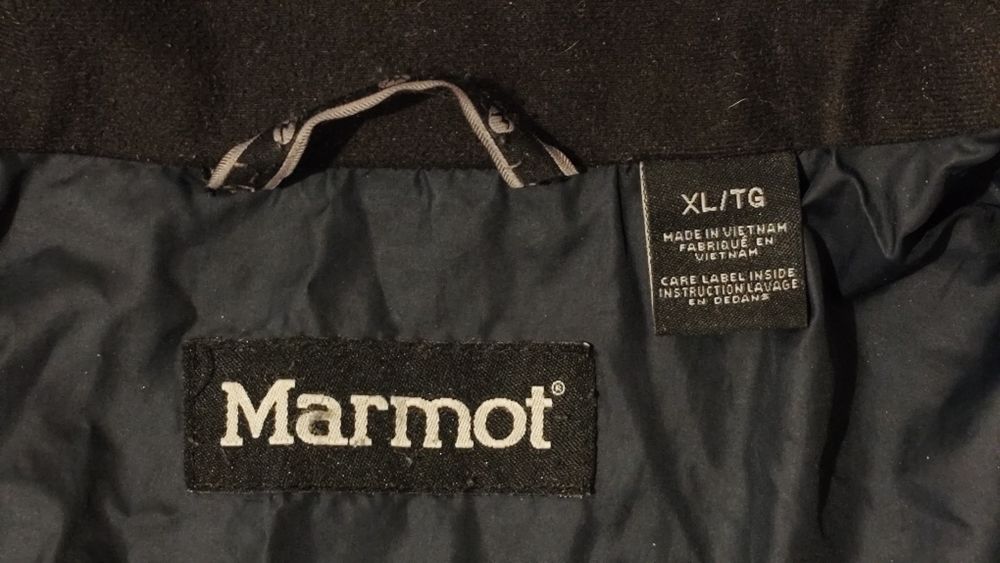 XL/TG
MADE IN VIETNAM
FABRIQUÉ EN
VIETNAM
CARE LABEL INSIDE
INSTRUCTION LAVAGE
EN DEDANS
Marmot®